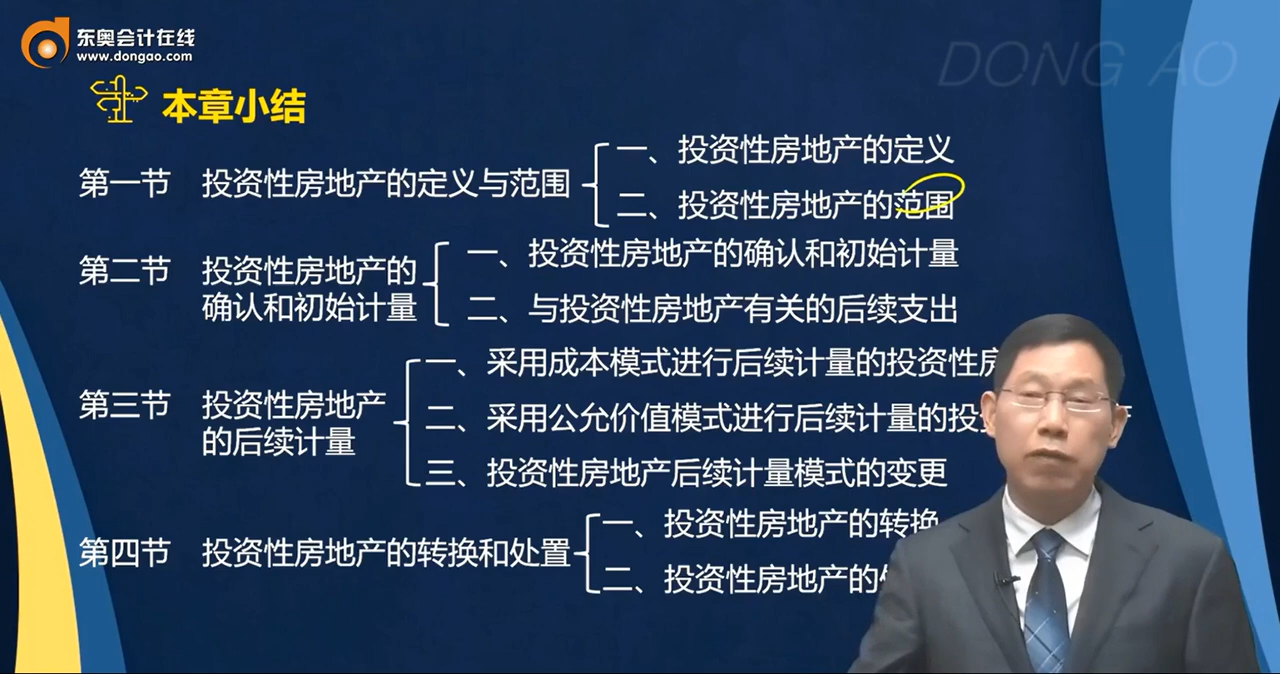 东奥会计在线
www.dongao.com
DONG AO
本章小结
第一节 投资性房地产的定义与范围
一、投资性房地产的定义
二、投资性房地产的范围
第二节 投资性房地产的
确认和初始计量
一、投资性房地产的确认和初始计量
二、与投资性房地产有关的后续支出
第三节 投资性房地产
的后续计量
一、采用成本模式进行后续计量的投资性房
二、采用公允价值模式进行后续计量的投
三、投资性房地产后续计量模式的变更
第四节 投资性房地产的转换和处置
一、投资性房地产的转换
二、投资性房地产的